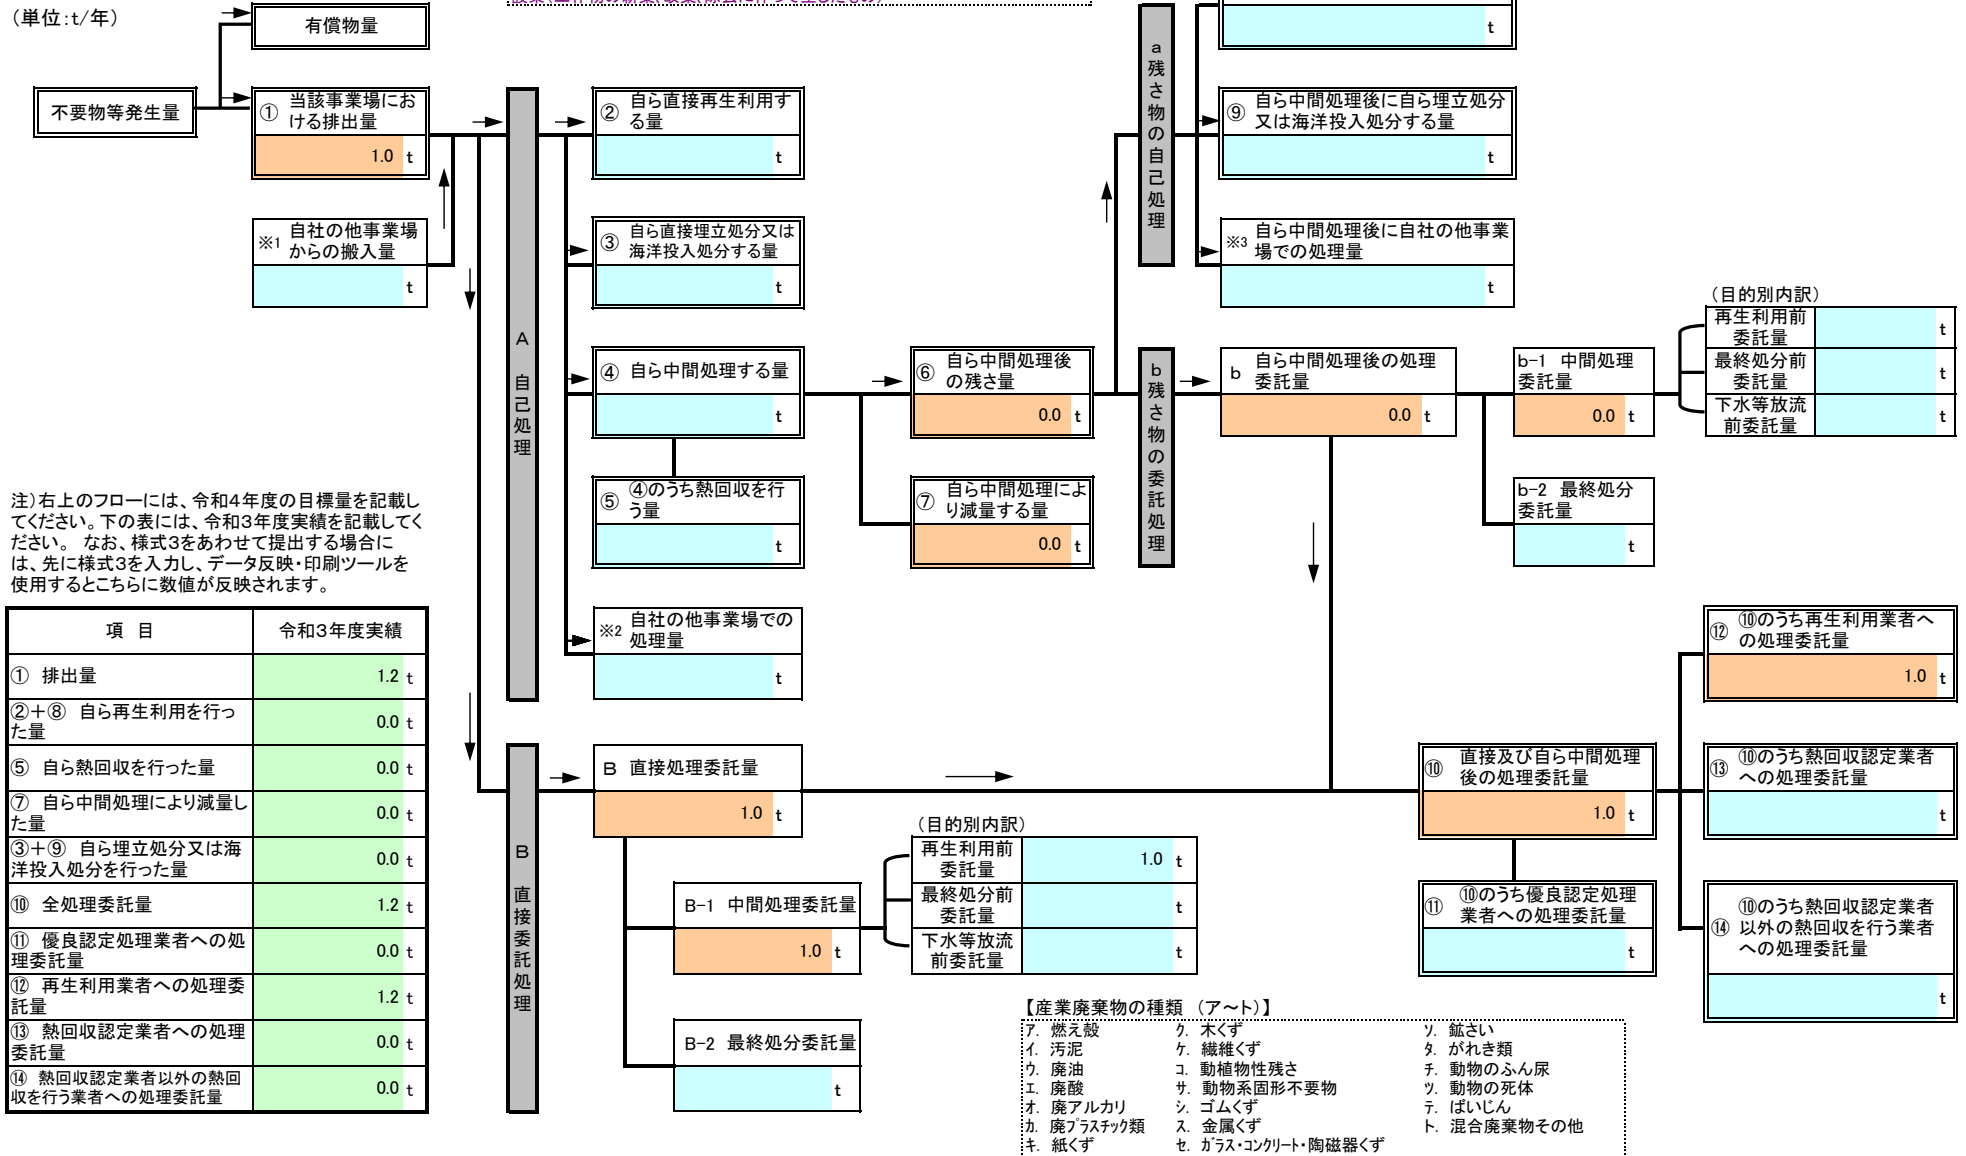 (単位:t/年)
有償物量
t
不要物等発生量
① 当該事業場にお
ける排出量
1.0 t
② 自ら直接再生利用す
る量
t
⑨ 自ら中間処理後に自ら埋立処分
又は海洋投入処分する量
t
a 残さ物の自己処理
※1 自社の他事業場
からの搬入量
t
③ 自ら直接埋立処分又は
海洋投入処分する量
t
※3 自ら中間処理後に自社の他事業
場での処理量
t
A 自己処理
④ 自ら中間処理する量
t
⑥ 自ら中間処理後
の残さ量
0.0 t
b 残さ物の委託処理
b 自ら中間処理後の処理
委託量
0.0 t
b-1 中間処理
委託量
0.0 t
(目的別内訳)
再生利用前
委託量
t
最終処分前
委託量
t
下水等放流
前委託量
t
⑤ ④のうち熱回収を行
う量
t
⑦ 自ら中間処理によ
り減量する量
0.0 t
b-2 最終処分
委託量
t
注)右上のフローには、令和4年度の目標量を記載し
てください。下の表には、令和3年度実績を記載してく
ださい。 なお、様式3をあわせて提出する場合に
は、先に様式3を入力し、データ反映・印刷ツールを
使用するとこちらに数値が反映されます。
※2 自社の他事業場での
処理量
t
項 目 令和3年度実績
① 排出量 1.2 t
②+⑧ 自ら再生利用を行っ
た量 0.0 t
⑤ 自ら熱回収を行った量 0.0 t
⑦ 自ら中間処理により減量し
た量 0.0 t
③+⑨ 自ら埋立処分又は海
洋投入処分を行った量 0.0 t
⑩ 全処理委託量 1.2 t
⑪ 優良認定処理業者への処
理委託量 0.0 t
⑫ 再生利用業者への処理委
託量 1.2 t
⑬ 熱回収認定業者への処理
委託量 0.0 t
⑭ 熱回収認定業者以外の熱回
収を行う業者への処理委託量 0.0 t
B 直接委託処理
B 直接処理委託量
1.0 t
B-1 中間処理委託量
1.0 t
(目的別内訳)
再生利用前
委託量
1.0 t
最終処分前
委託量
t
下水等放流
前委託量
t
B-2 最終処分委託量
t
⑩ 直接及び自ら中間処理
後の処理委託量
1.0 t
⑪ ⑩のうち優良認定処理
業者への処理委託量
t
⑫ ⑩のうち再生利用業者へ
の処理委託量
1.0 t
⑬ ⑩のうち熱回収認定業者
への処理委託量
t
⑭ ⑩のうち熱回収認定業者
以外の熱回収を行う業者
への処理委託量
t
【産業廃棄物の種類 (ア~ト)】
ア. 燃え殻 ク. 木くず ソ. 鉱さい
イ. 汚泥 ケ. 繊維くず タ. がれき類
ウ. 廃油 コ. 動植物性残さ チ. 動物のふん尿
エ. 廃酸 サ. 動物系固形不要物 ツ. 動物の死体
オ. 廃アルカリ シ. ゴムくず テ. ばいじん
カ. 廃プラスチック類 ス. 金属くず ト. 混合廃棄物その他
キ. 紙くず セ. ガラス・コンクリート・陶磁器くず